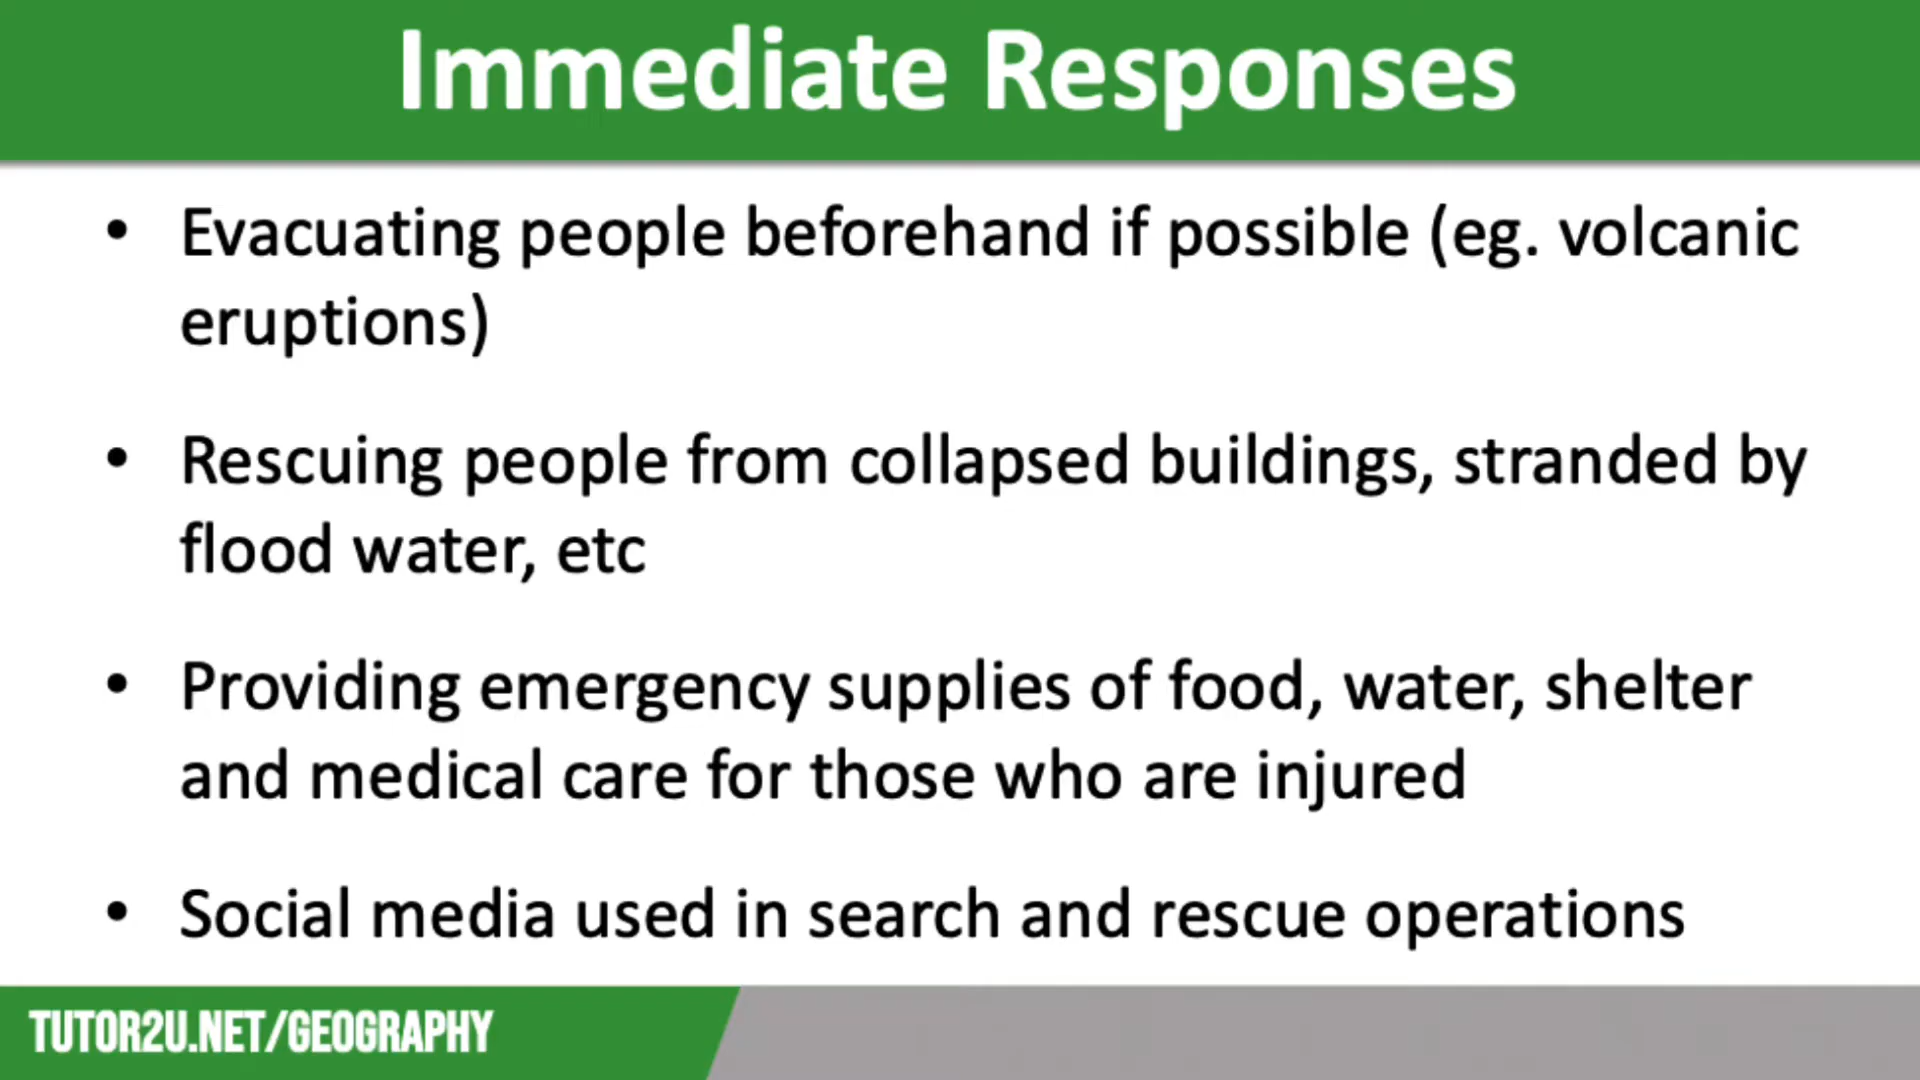 Immediate Responses
• Evacuating people beforehand if possible (eg. volcanic
eruptions)
• Rescuing people from collapsed buildings, stranded by
flood water, etc
• Providing emergency supplies of food, water, shelter
and medical care for those who are injured
• Social media used in search and rescue operations
TUTOR2U.NET/GEOGRAPHY